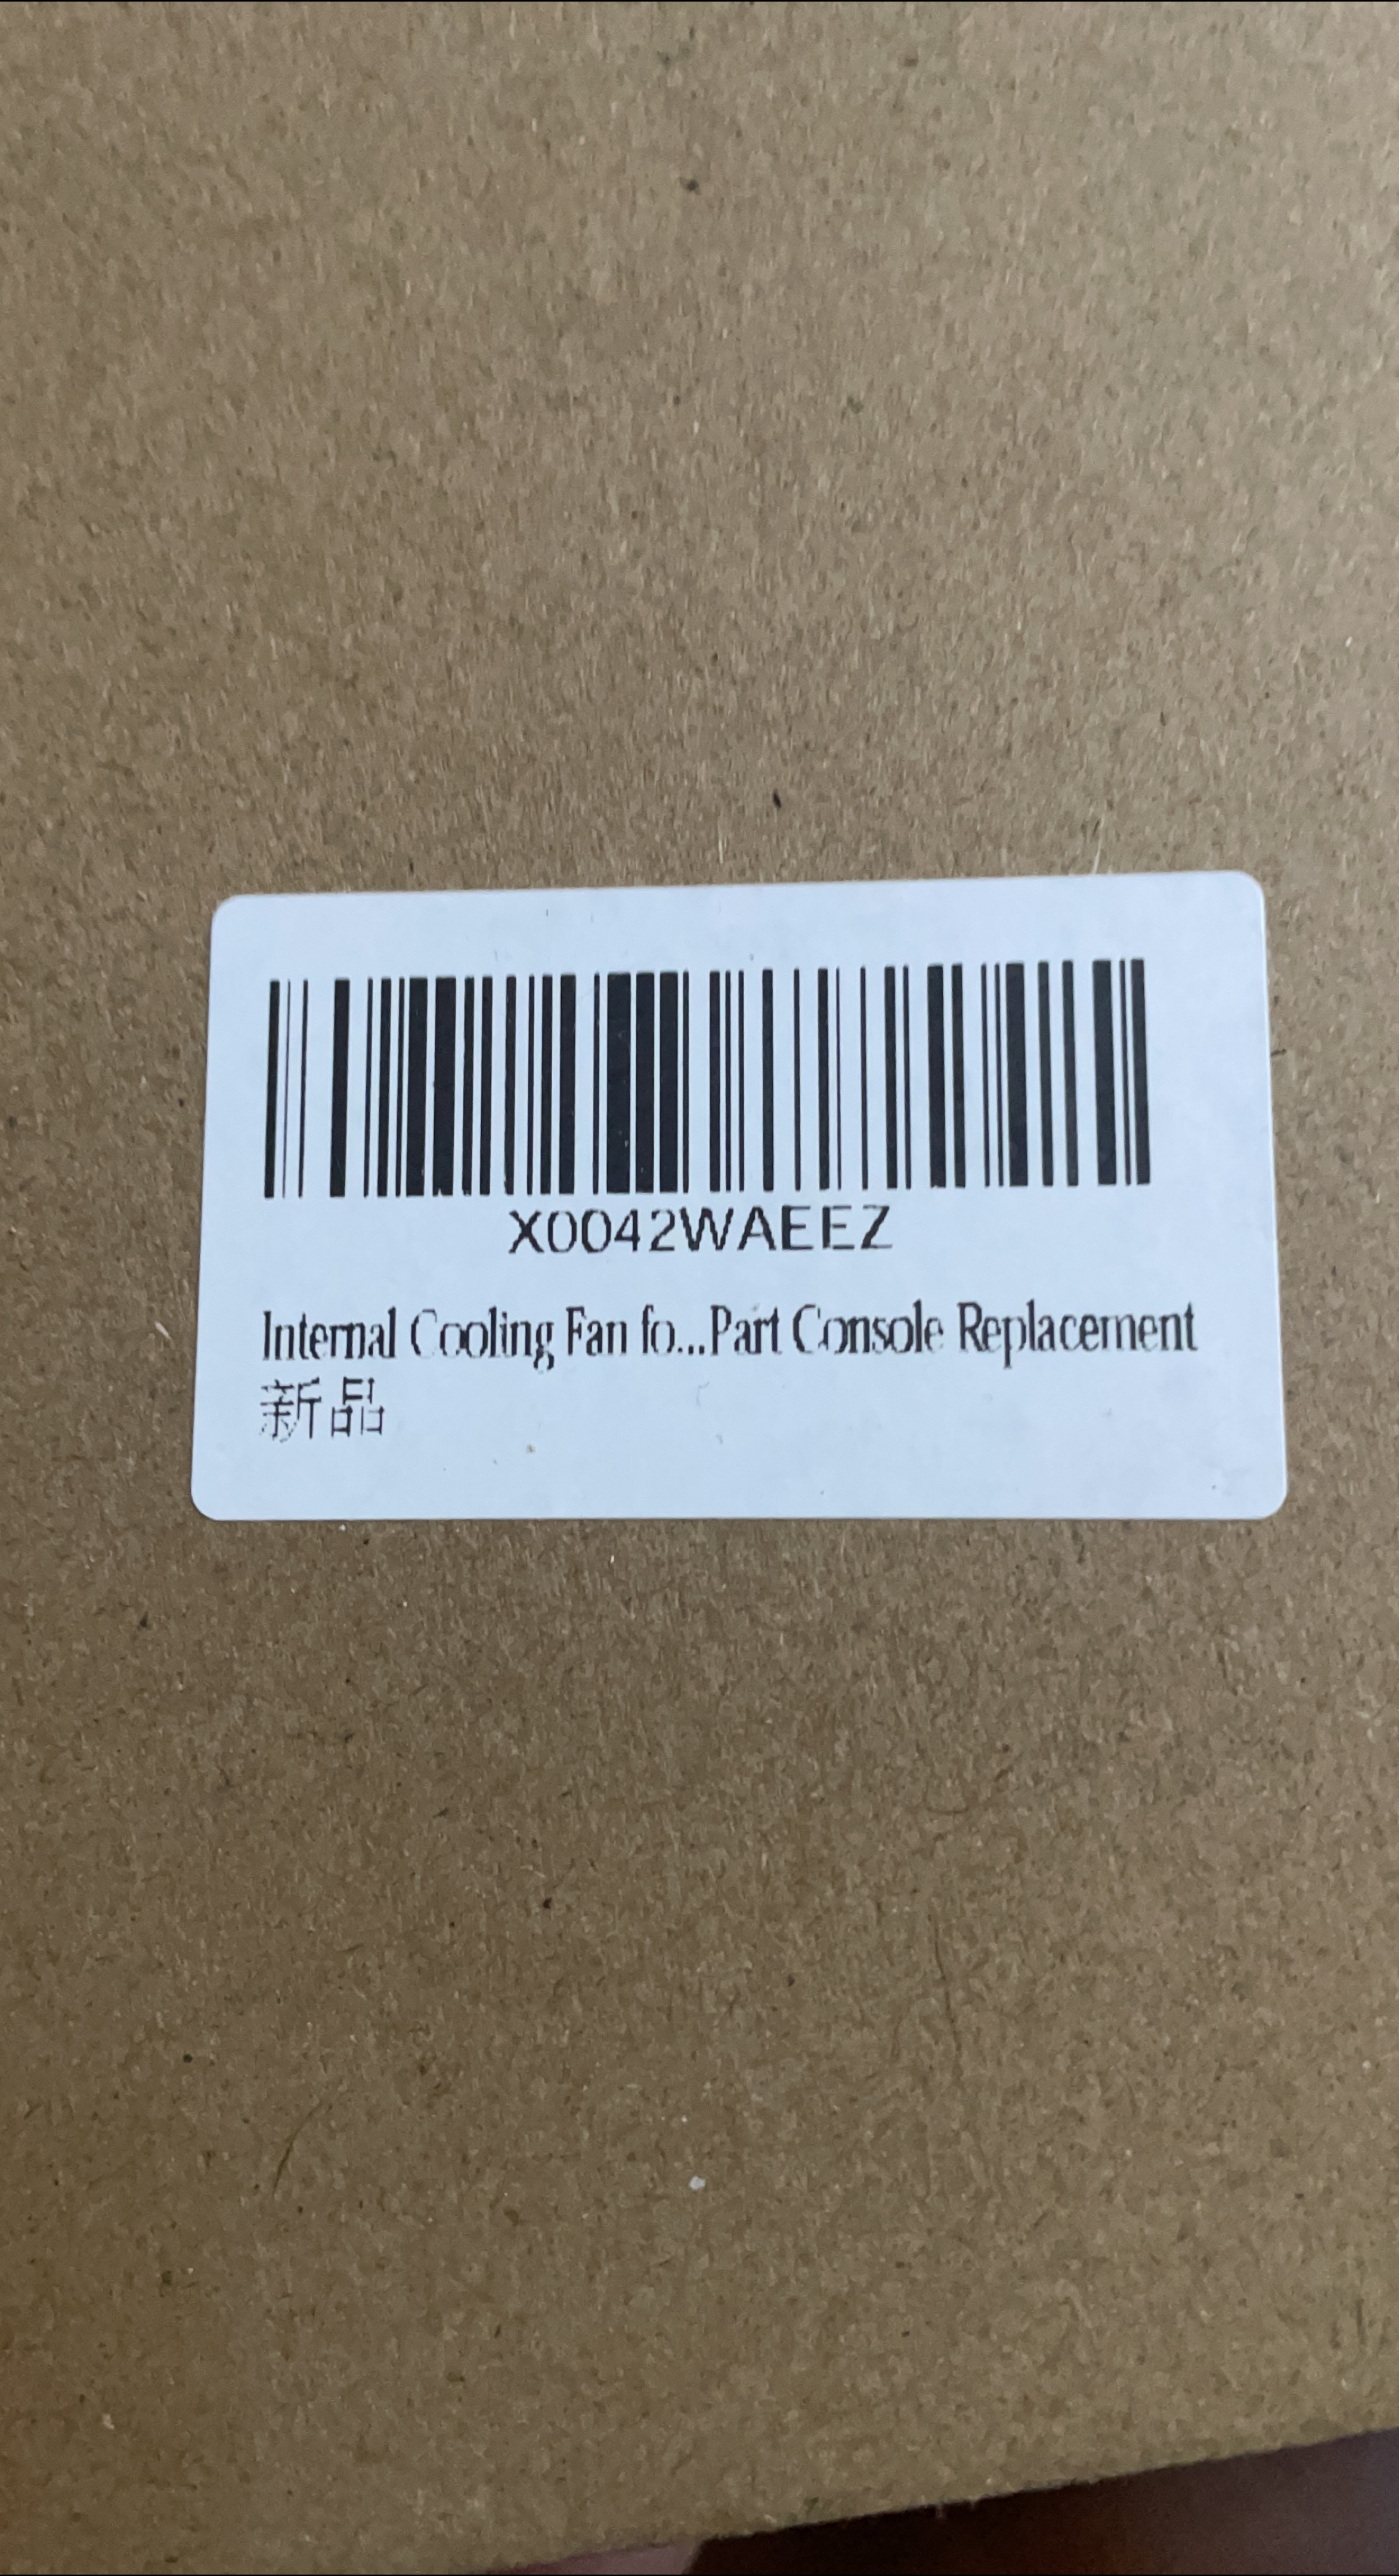 X0042WAEEZ
Internal Cooling Fan fo...Part Console Replacement
新品